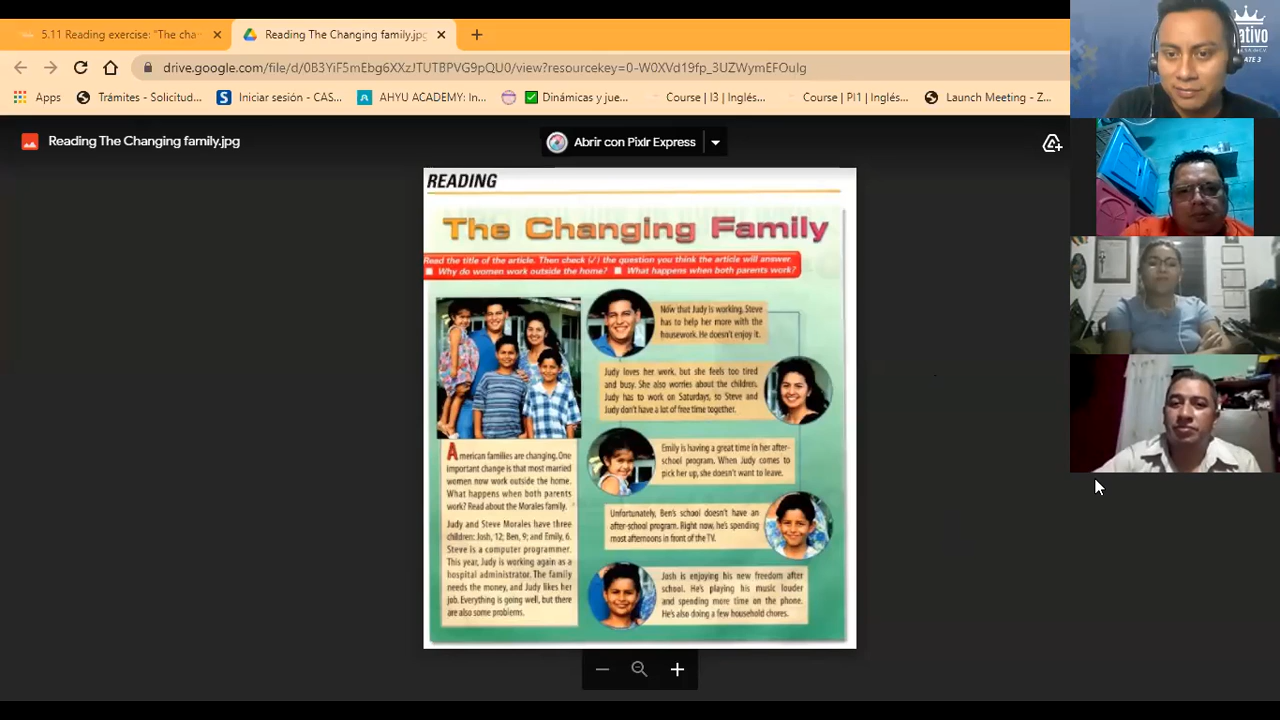 5.11 Reading exercise: "The cha
Reading The Changing family.jpg
drive.google.com/file/d/0B3YiF5mEbg6XXzJTUTBPVG9pQU0/view?resourcekey=0-W0XVd19fp_3UZWymEFOuIg
Apps
Trámites - Solicitud...
Iniciar sesión - CAS...
AHYU ACADEMY: In...
Dinámicas y jue...
Course | I3 | Inglés...
Course | PI1 | Inglés...
Launch Meeting - Z...
Reading The Changing family.jpg
Abrir con Pixlr Express
READING
The Changing Family
Read the title of the article. Then check (✓) the question you think the article will answer.
Why do women work outside the home? What happens when both parents work?
American families are changing. One
important change is that most married
women now work outside the home.
What happens when both parents
work? Read about the Morales family.
Judy and Steve Morales have three
children: Josh, 12; Ben, 9; and Emily, 6.
Steve is a computer programmer.
This year, Judy is working again as a
hospital administrator. The family
needs the money, and Judy likes her
job. Everything is going well, but there
are also some problems.
Now that Judy is working, Steve
has to help her more with the
housework. He doesn't enjoy it.
Judy loves her work, but she feels too tired
and busy. She also worries about the children.
Judy has to work on Saturdays, so Steve and
Judy don't have a lot of free time together.
Emily is having a great time in her after-
school program. When Judy comes to
pick her up, she doesn't want to leave.
Unfortunately, Ben's school doesn't have an
after-school program. Right now, he's spending
most afternoons in front of the TV.
Josh is enjoying his new freedom after
school. He's playing his music louder
and spending more time on the phone.
He's also doing a few household chores.
ativo
ATE 3